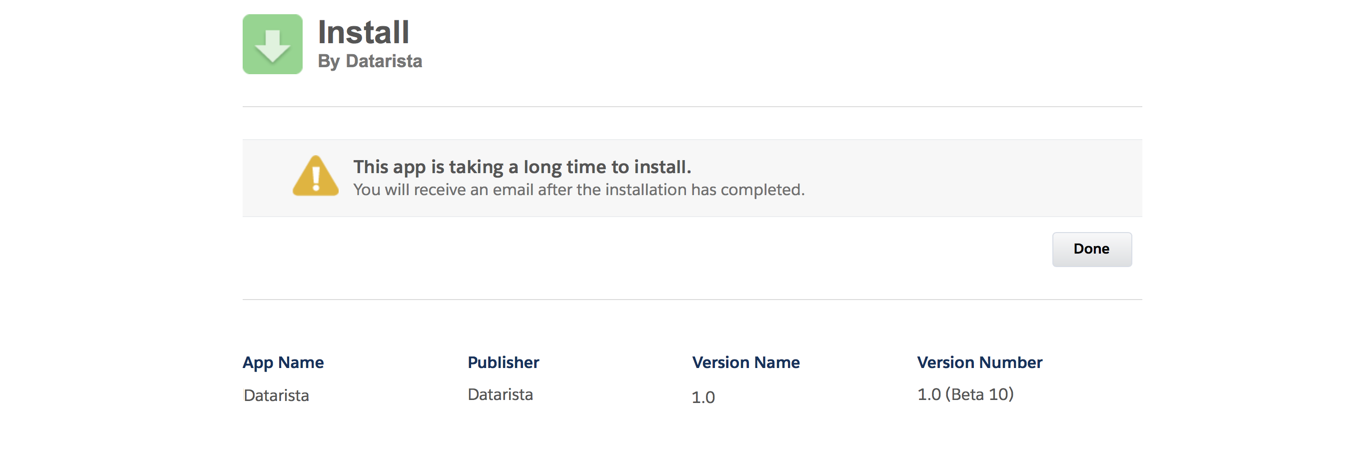 Install
By Datarista
This app is taking a long time to install.
You will receive an email after the installation has completed.
Done
App Name Publisher Version Name Version Number
Datarista Datarista 1.0 1.0 (Beta 10)